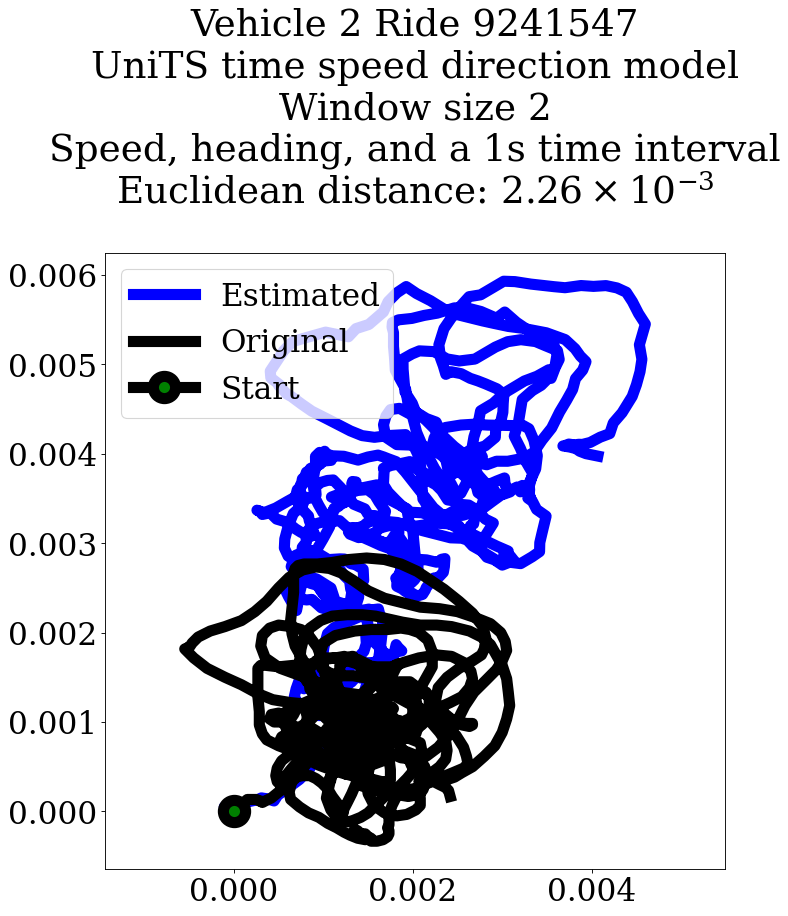 Vehicle 2 Ride 9241547
UniTS time speed direction model
Window size 2
Speed, heading, and a 1s time interval
Euclidean distance: 2.26 × 10⁻³
Estimated
Original
Start
0.006
0.005
0.004
0.003
0.002
0.001
0.000
0.000 0.002 0.004